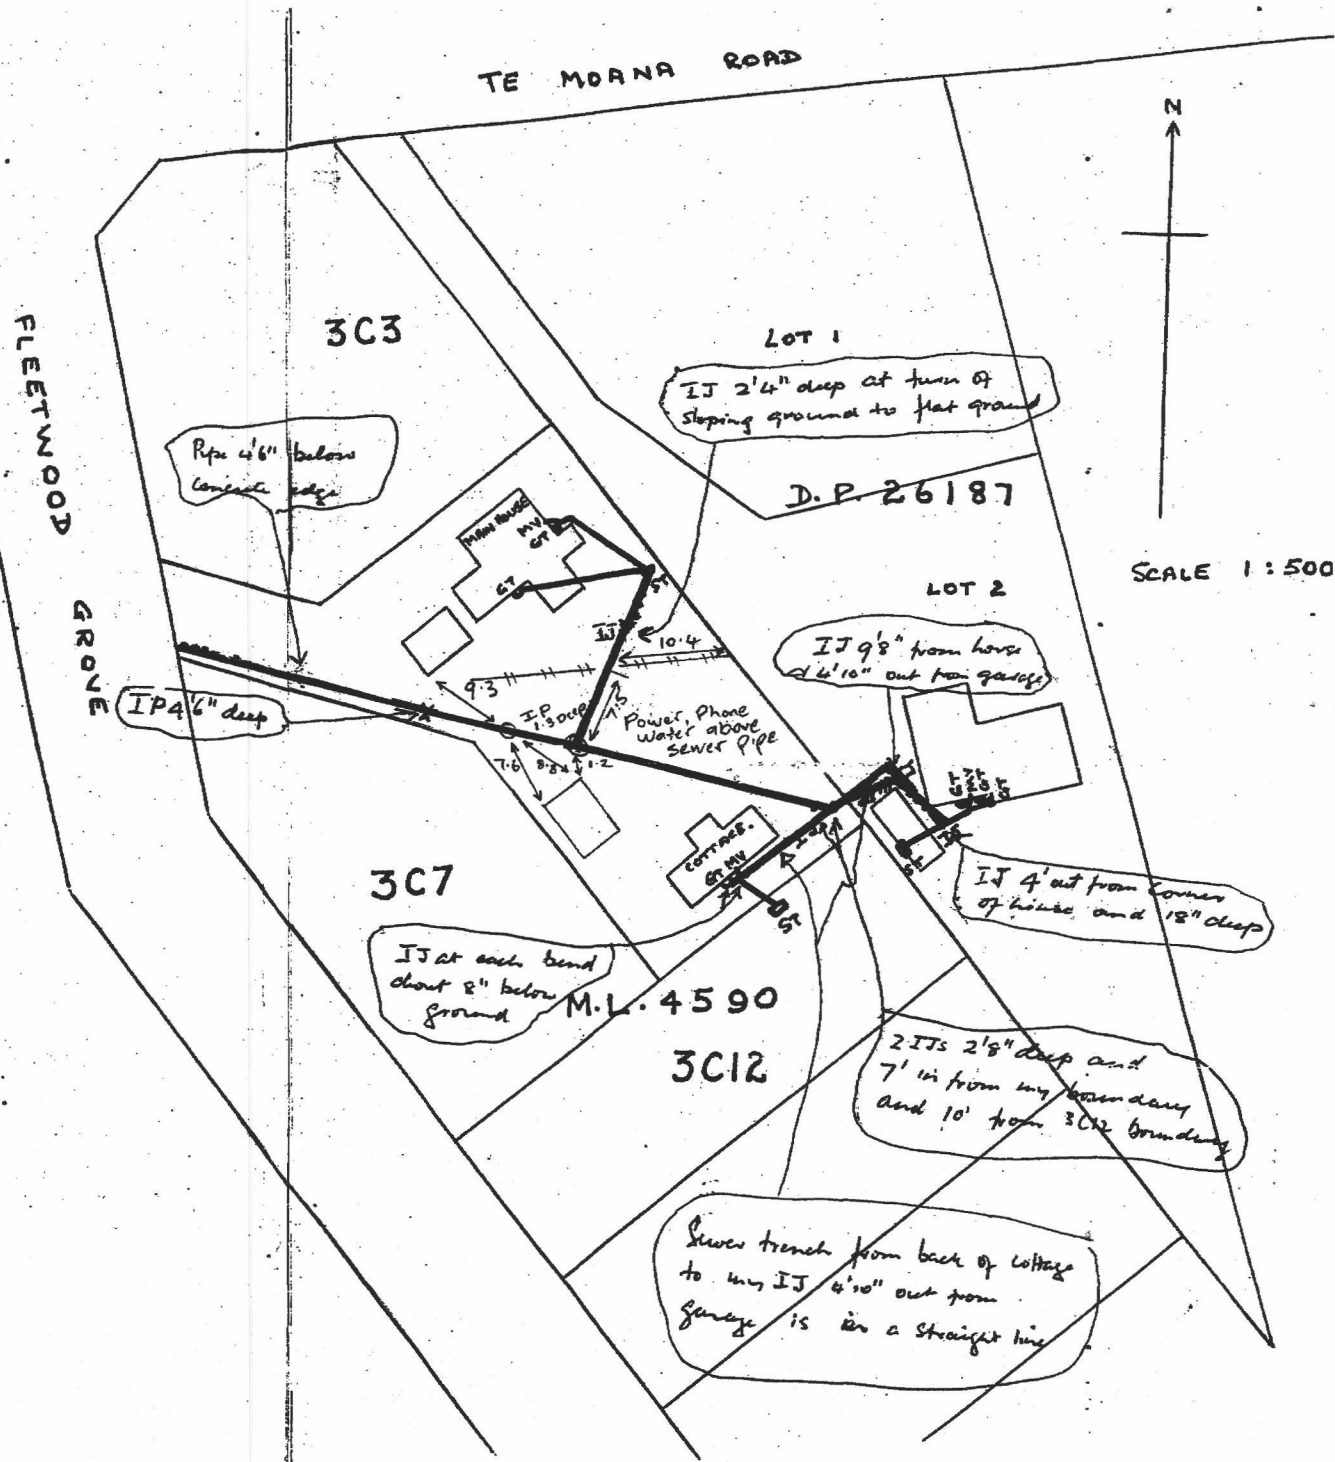 TE MOANA ROAD
N
FLEETWOOD GROVE
3C3
LOT 1
IJ 2'4" deep at turn of
sloping ground to flat ground
Pipe 4'6" below
concrete edge
D.P. 26187
SCALE 1:500
MAIN HOUSE
MV
GT
GT
ST
LOT 2
IJ
10.4
IJ 9'8" from house
& 4'10" out from garage
9.3
IP
1.3 Deep
1.5
Power, Phone
water above
sewer pipe
IP 4'6" deep
7.6
8.8
1.2
COTTAGE.
GT MV
ST
3C7
IJ 4' out from corner
of house and 18" deep
IJ at each bend
about 8" below
ground
M.L. 4590
3C12
2 IJs 2'8" deep and
7' in from my boundary
and 10' from 3C12 boundary
Sewer trench from back of cottage
to my IJ 4'10" out from
garage is in a straight line